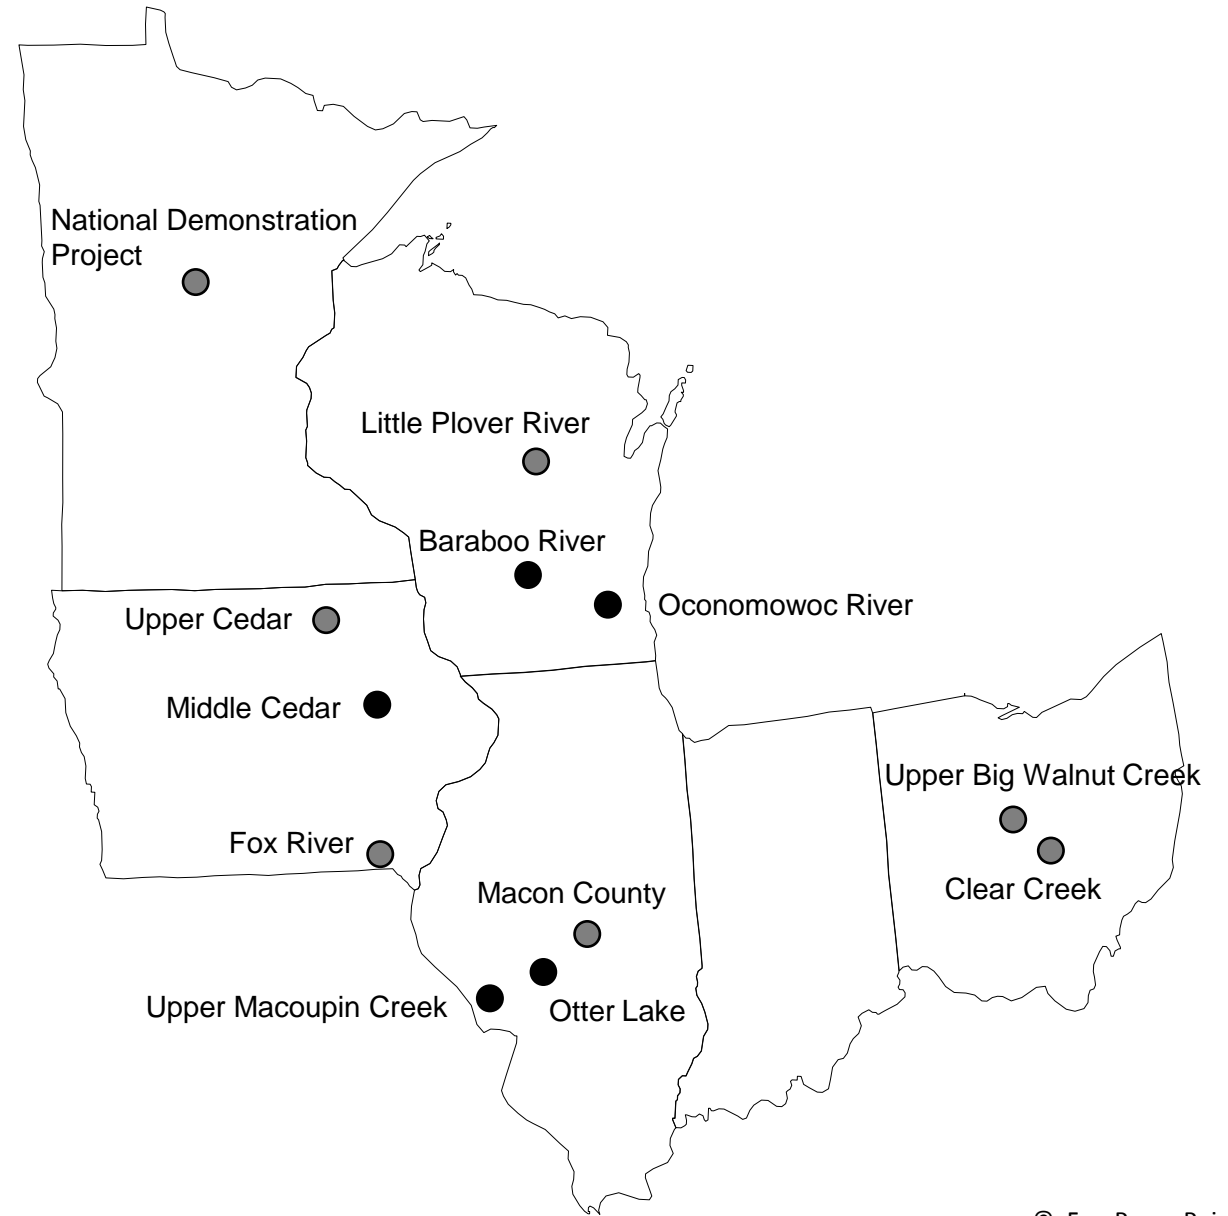 National Demonstration
Project
Little Plover River
Baraboo River
Oconomowoc River
Upper Cedar
Middle Cedar
Upper Big Walnut Creek
Fox River
Clear Creek
Macon County
Upper Macoupin Creek
Otter Lake